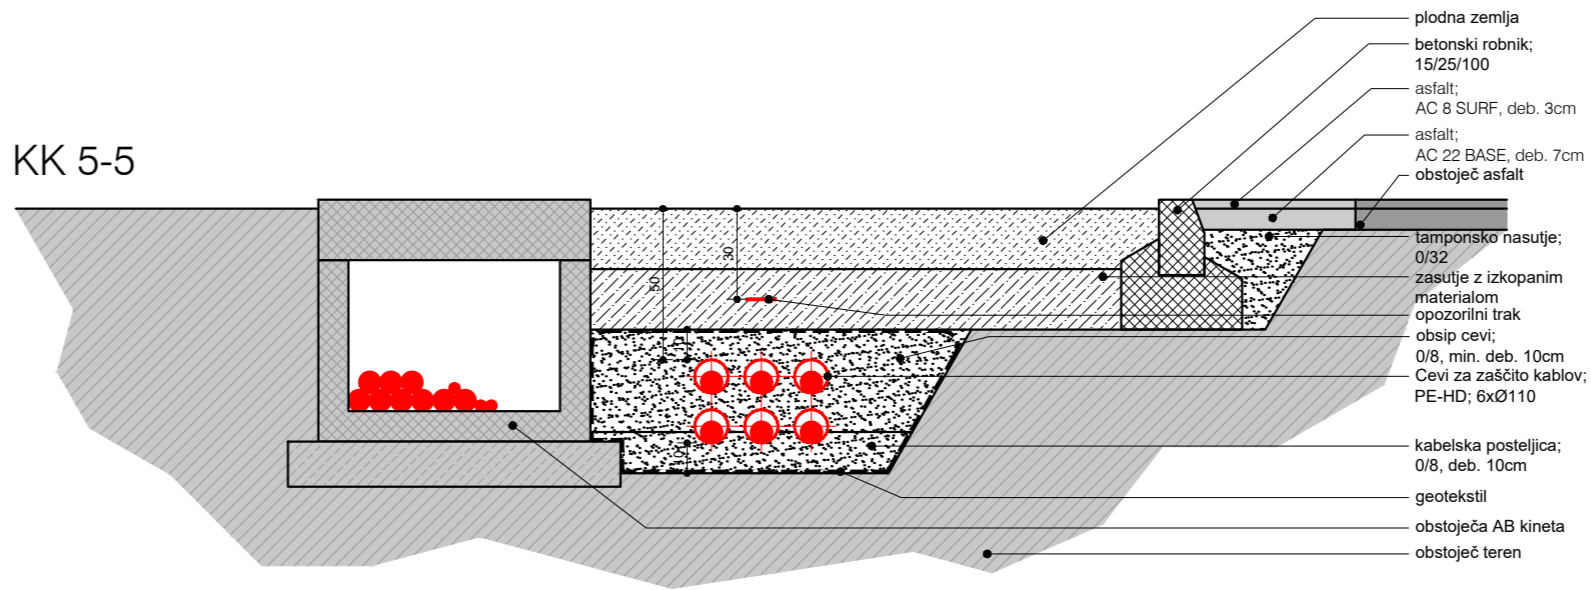 KK 5-5
plodna zemlja
betonski robnik;
15/25/100
asfalt;
AC 8 SURF, deb. 3cm
asfalt;
AC 22 BASE, deb. 7cm
obstoječ asfalt
tamponsko nasutje;
0/32
zasutje z izkopanim
materialom
opozorilni trak
obsip cevi;
0/8, min. deb. 10cm
Cevi za zaščito kablov;
PE-HD; 6xØ110
kabelska posteljica;
0/8, deb. 10cm
geotekstil
obstoječa AB kineta
obstoječ teren
50
30
10